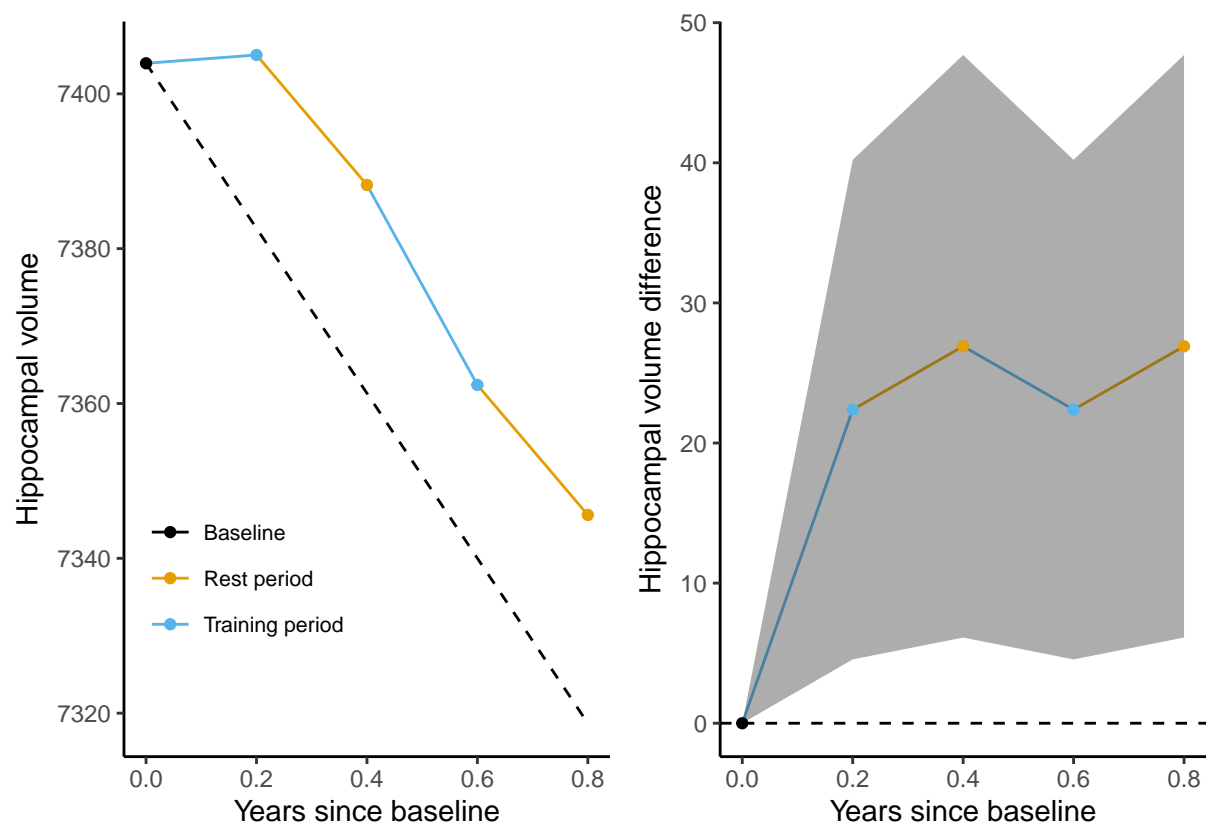 Hippocampal volume
7400
7380
7360
7340
7320
Baseline
Rest period
Training period
0.0 0.2 0.4 0.6 0.8
Years since baseline
Hippocampal volume difference
50
40
30
20
10
0
0.0 0.2 0.4 0.6 0.8
Years since baseline